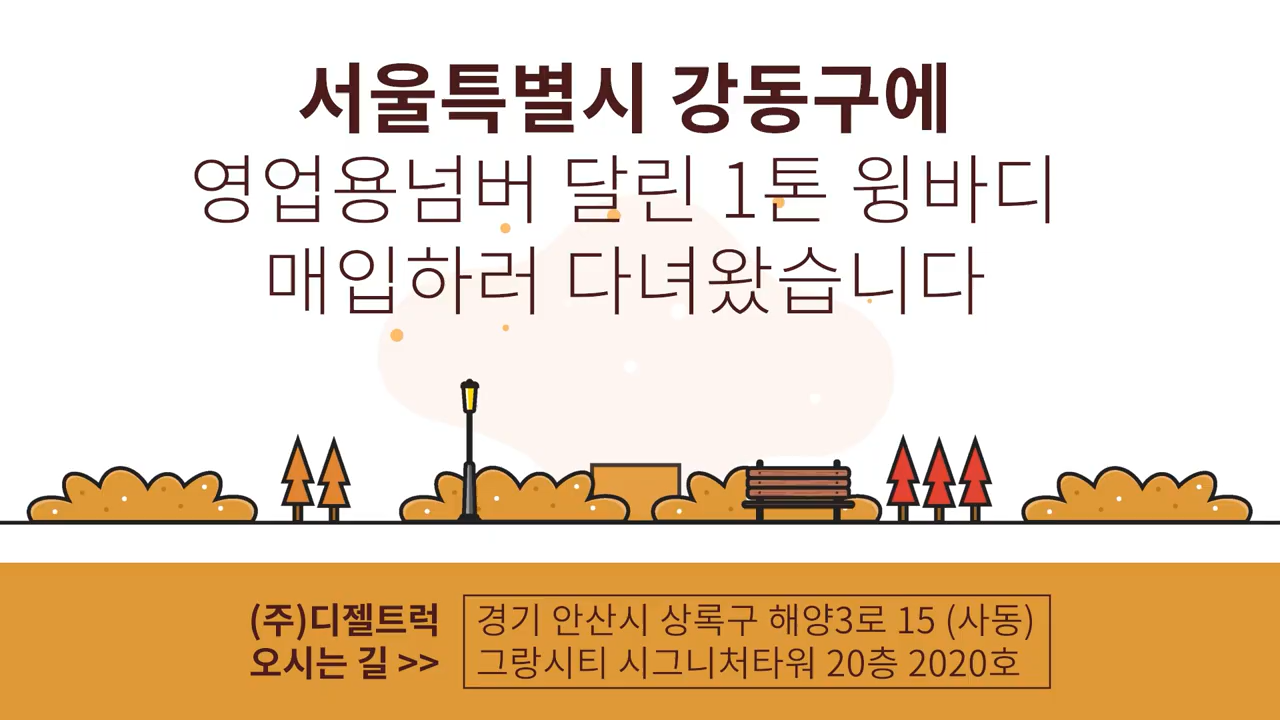 서울특별시 강동구에
영업용넘버 달린 1톤 윙바디
매입하러 다녀왔습니다
(주)디젤트럭
오시는 길 >>
경기 안산시 상록구 해양3로 15 (사동)
그랑시티 시그니처타워 20층 2020호